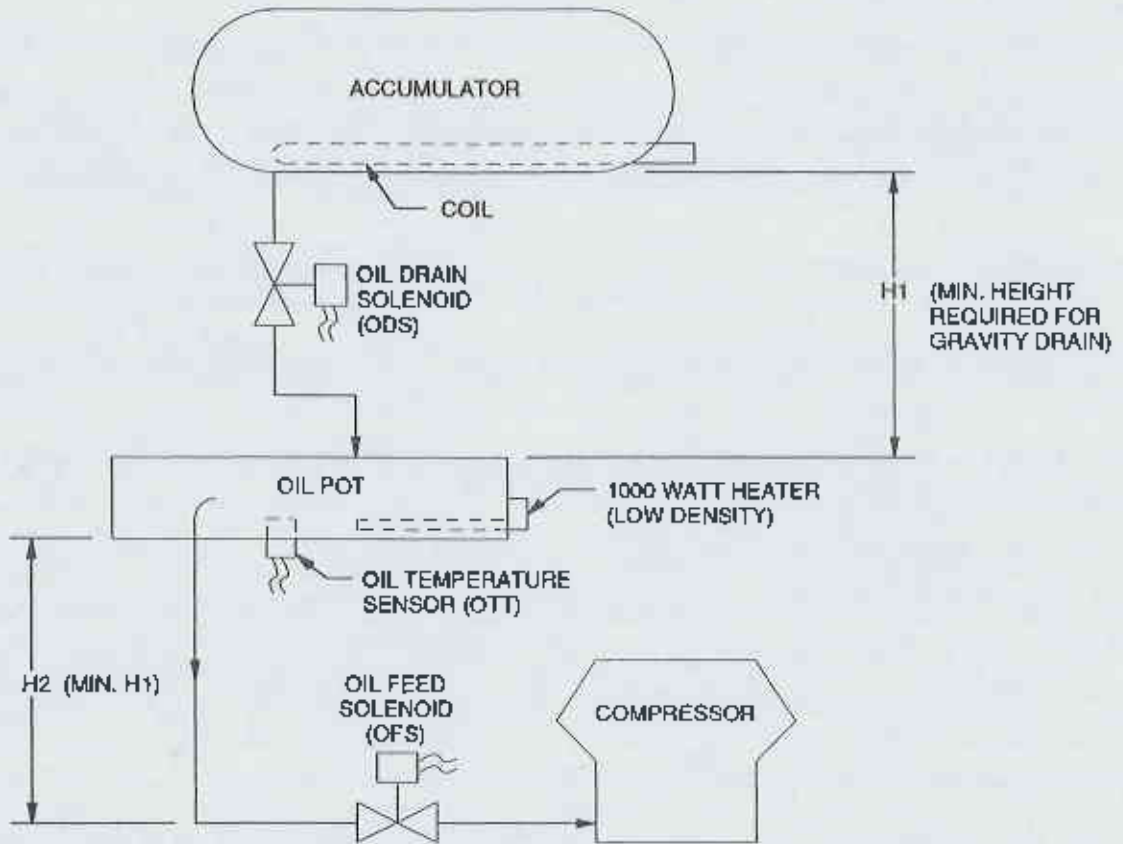 ACCUMULATOR
COIL
OIL DRAIN
SOLENOID
(ODS)
H1 (MIN. HEIGHT
REQUIRED FOR
GRAVITY DRAIN)
OIL POT
1000 WATT HEATER
(LOW DENSITY)
OIL TEMPERATURE
SENSOR (OTT)
H2 (MIN. H1)
OIL FEED
SOLENOID
(OFS)
COMPRESSOR